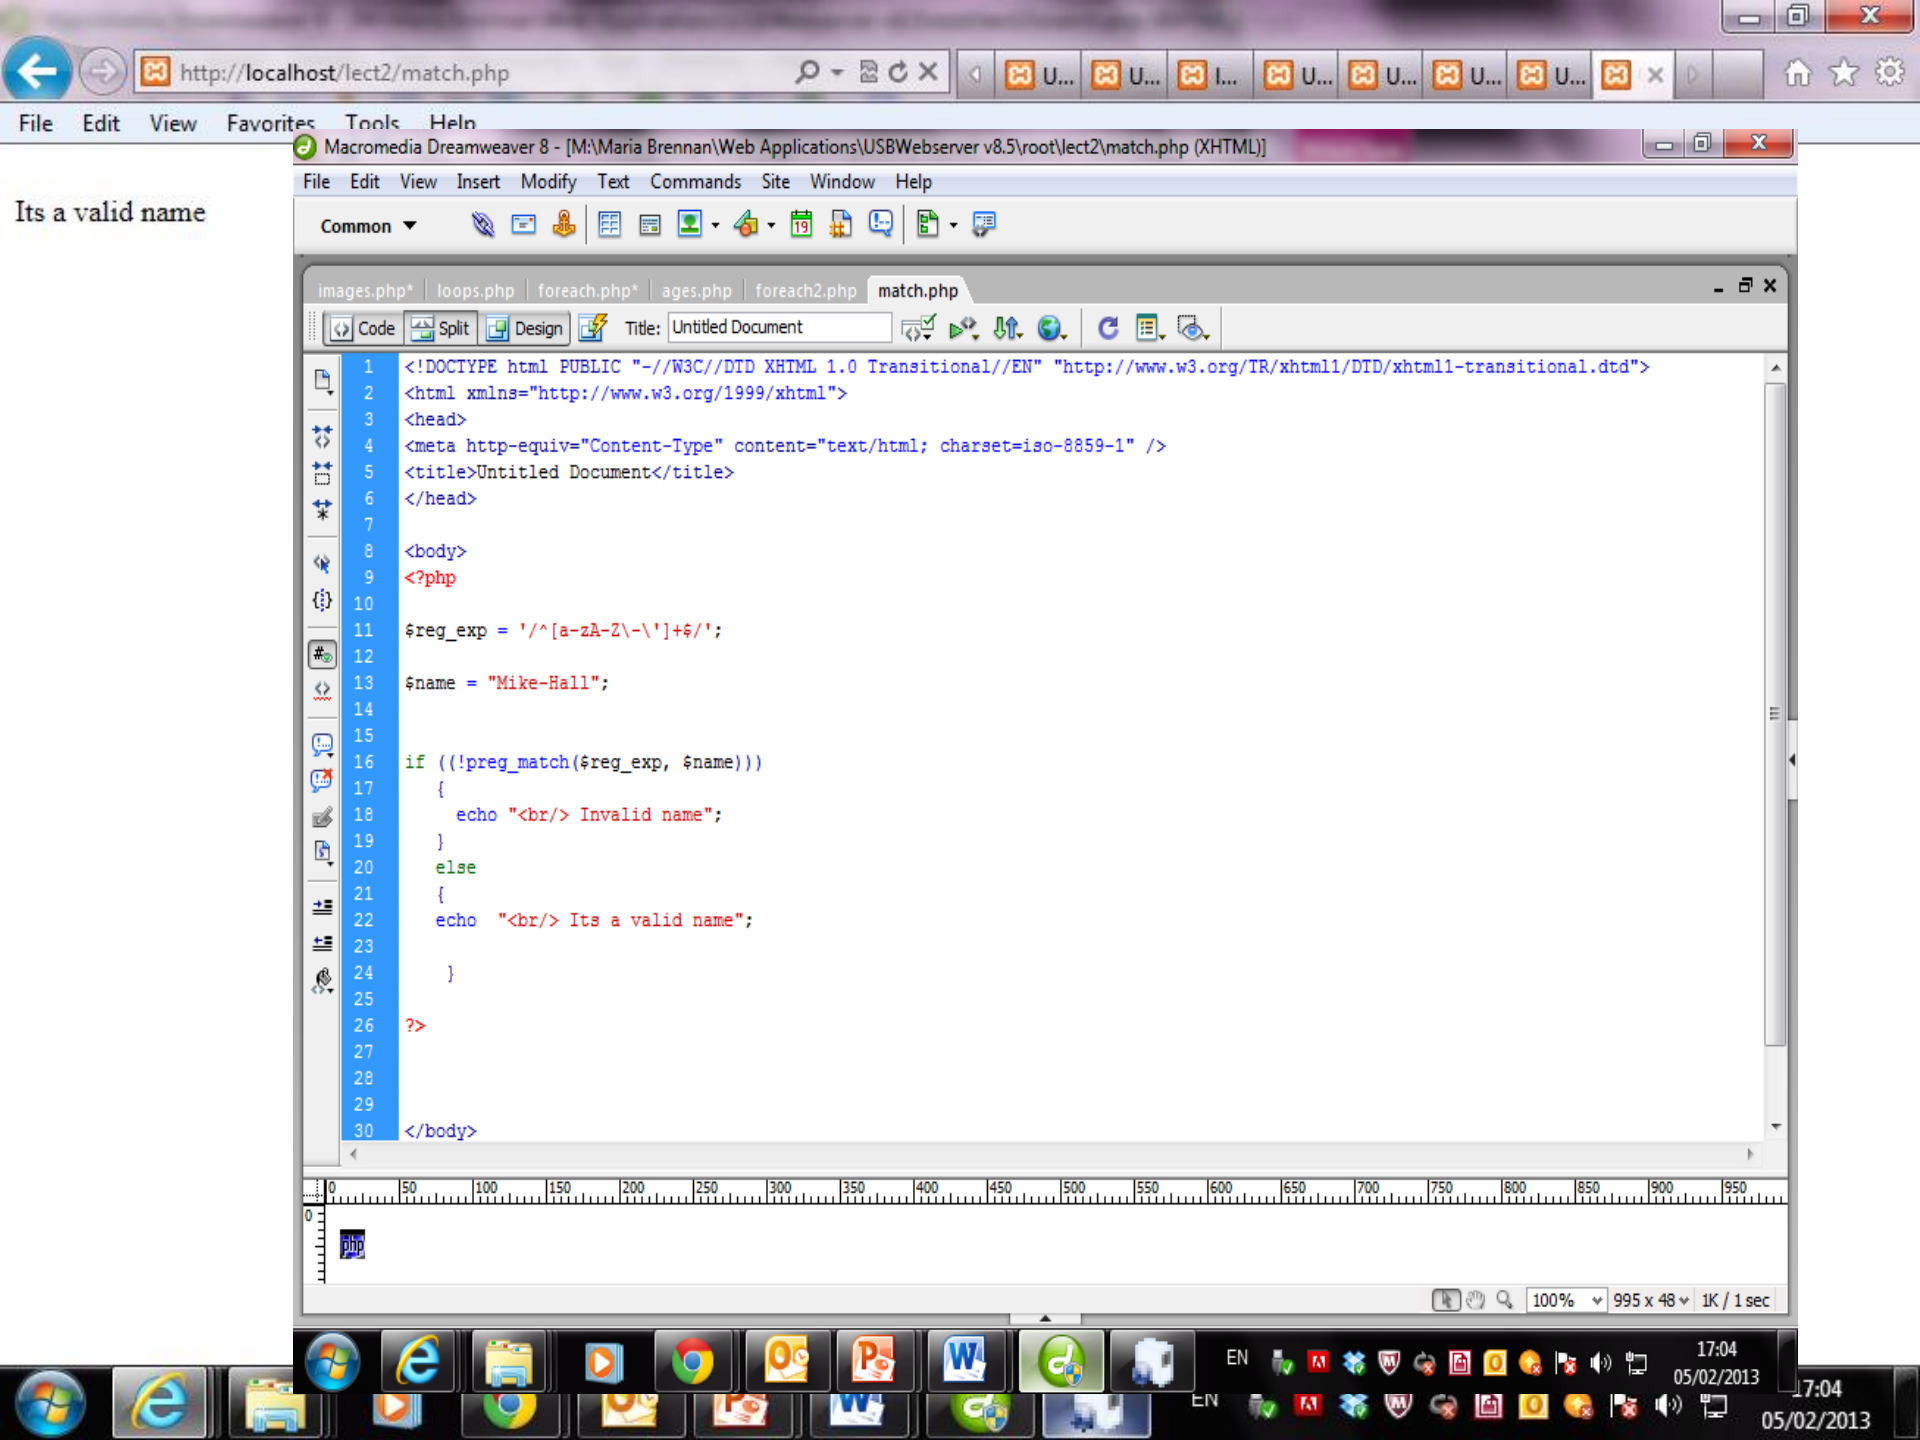 http://localhost/lect2/match.php
U... U... I... U... U... U... U...
File Edit View Favorites Tools Help
Its a valid name
Macromedia Dreamweaver 8 - [M:\Maria Brennan\Web Applications\USBWebserver v8.5\root\lect2\match.php (XHTML)]
File Edit View Insert Modify Text Commands Site Window Help
Common
19
images.php* loops.php foreach.php* ages.php foreach2.php match.php
Code Split Design Title: Untitled Document
1 <!DOCTYPE html PUBLIC "-//W3C//DTD XHTML 1.0 Transitional//EN" "http://www.w3.org/TR/xhtml1/DTD/xhtml1-transitional.dtd">
2 <html xmlns="http://www.w3.org/1999/xhtml">
3 <head>
4 <meta http-equiv="Content-Type" content="text/html; charset=iso-8859-1" />
5 <title>Untitled Document</title>
6 </head>
7
8 <body>
9 <?php
10
11 $reg_exp = '/^[a-zA-Z\-\']+$/';
12
13 $name = "Mike-Hall";
14
15
16 if ((!preg_match($reg_exp, $name)))
17 {
18 echo "<br/> Invalid name";
19 }
20 else
21 {
22 echo "<br/> Its a valid name";
23
24 }
25
26 ?>
27
28
29
30 </body>
0 50 100 150 200 250 300 350 400 450 500 550 600 650 700 750 800 850 900 950
0
php
100% 995 x 48 1K / 1 sec
EN 17:04
05/02/2013
EN 17:04
05/02/2013